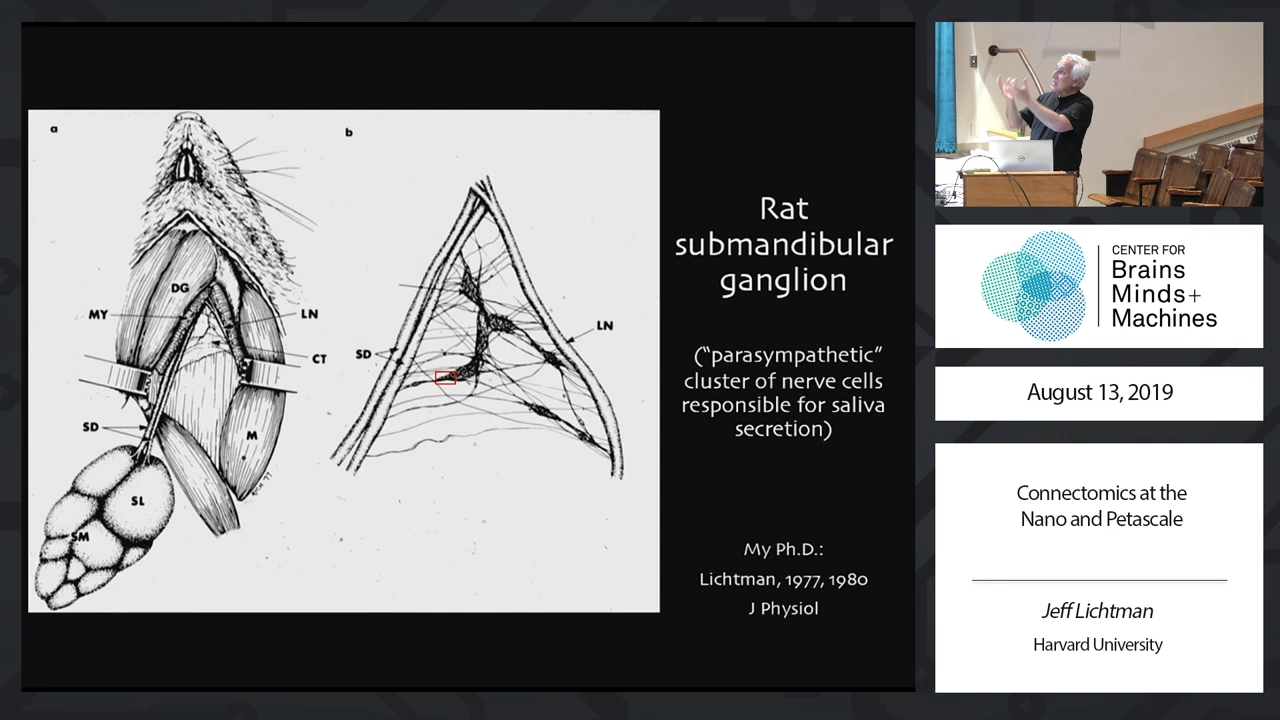 a
b
DG
MY
LN
CT
SD
M
SL
SM
SD
LN
Rat
submandibular
ganglion
("parasympathetic"
cluster of nerve cells
responsible for saliva
secretion)
My Ph.D.:
Lichtman, 1977, 1980
J Physiol
CENTER FOR
Brains
Minds+
Machines
August 13, 2019
Connectomics at the
Nano and Petascale
Jeff Lichtman
Harvard University